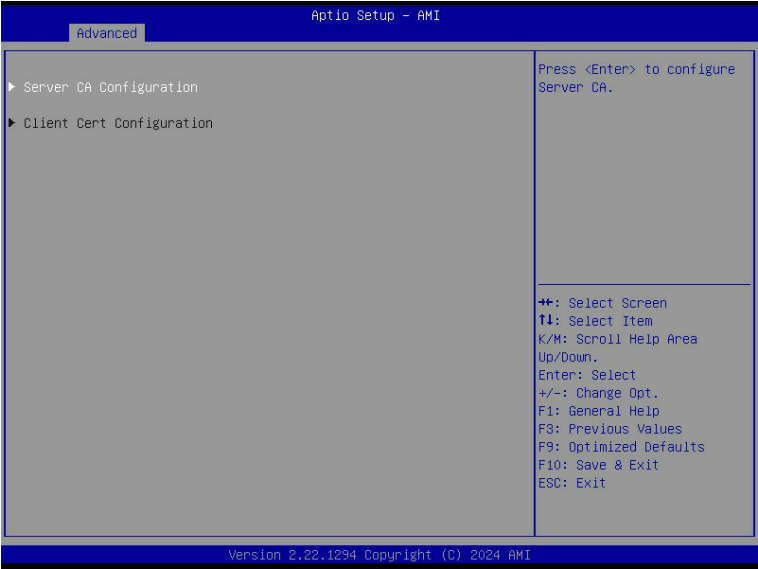 Aptio Setup – AMI
Advanced
▶ Server CA Configuration
▶ Client Cert Configuration
Press <Enter> to configure
Server CA.
→←: Select Screen
↑↓: Select Item
K/M: Scroll Help Area
Up/Down.
Enter: Select
+/-: Change Opt.
F1: General Help
F3: Previous Values
F9: Optimized Defaults
F10: Save & Exit
ESC: Exit
Version 2.22.1294 Copyright (C) 2024 AMI